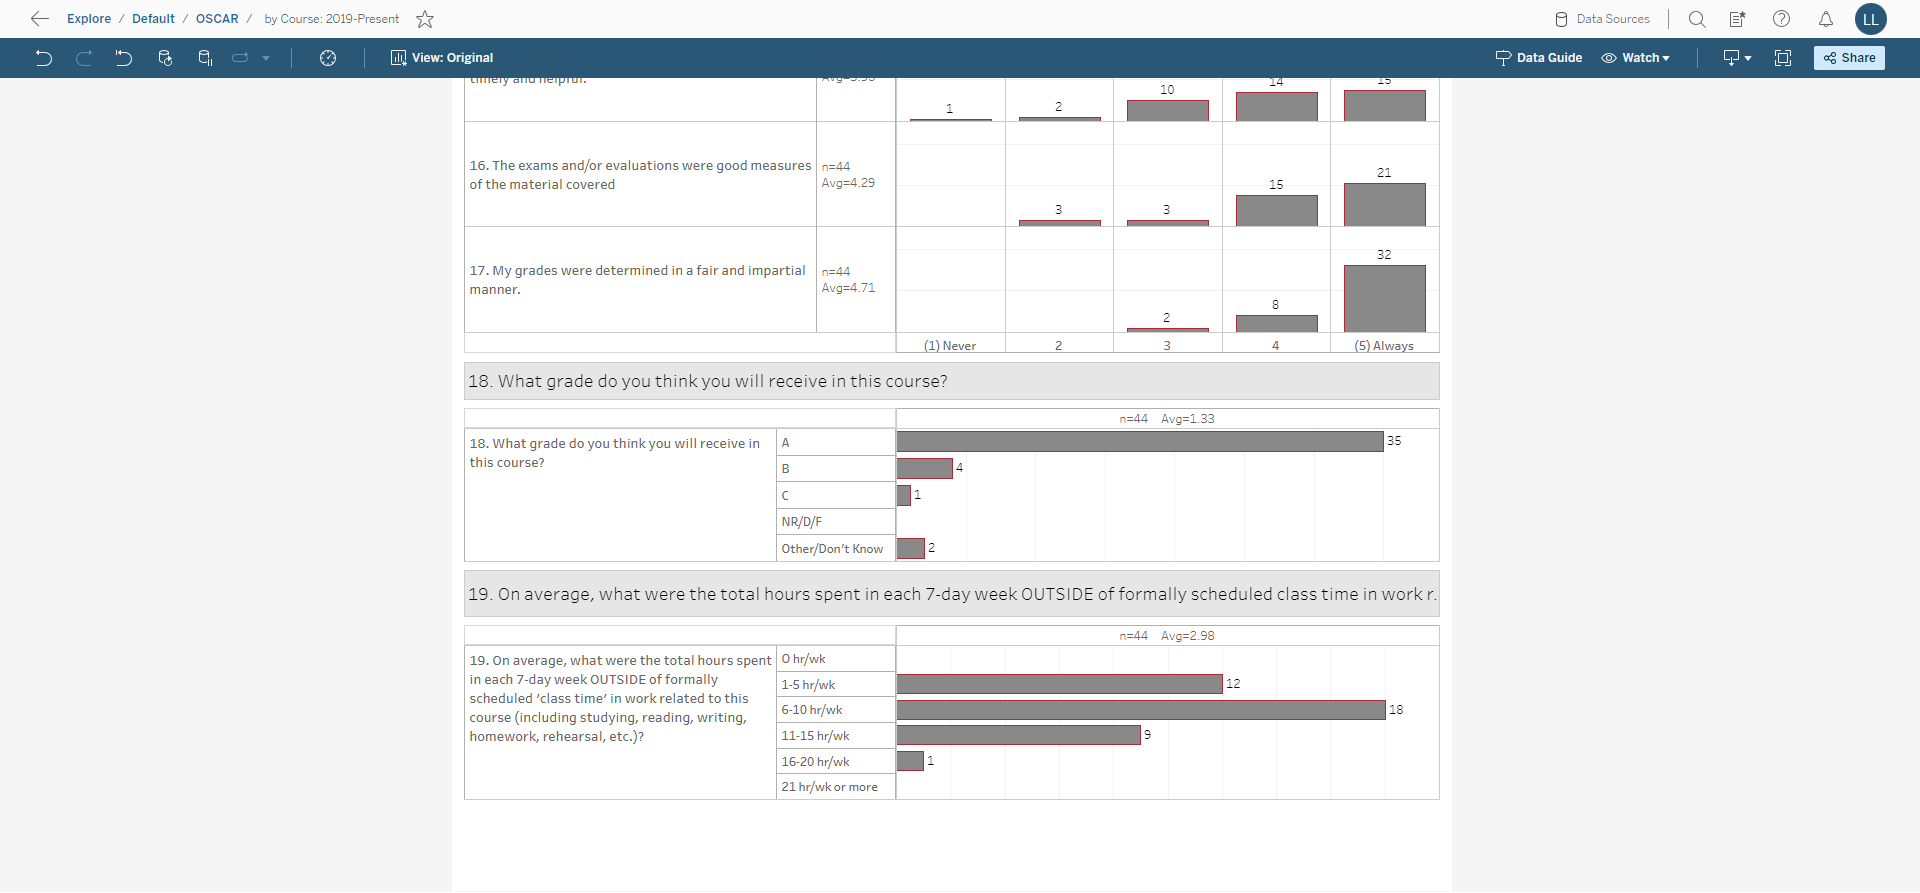 Explore / Default / OSCAR / by Course: 2019-Present
Data Sources
LL
View: Original
Data Guide
Watch
Share
timely and helpful.
10
14
15
1
2
16. The exams and/or evaluations were good measures
of the material covered
n=44
Avg=4.29
3
3
15
21
17. My grades were determined in a fair and impartial
manner.
n=44
Avg=4.71
2
8
32
(1) Never
2
3
4
(5) Always
18. What grade do you think you will receive in this course?
n=44 Avg=1.33
18. What grade do you think you will receive in
this course?
A
35
B
4
C
1
NR/D/F
Other/Don't Know
2
19. On average, what were the total hours spent in each 7-day week OUTSIDE of formally scheduled class time in work r.
n=44 Avg=2.98
19. On average, what were the total hours spent
in each 7-day week OUTSIDE of formally
scheduled ‘class time’ in work related to this
course (including studying, reading, writing,
homework, rehearsal, etc.)?
0 hr/wk
1-5 hr/wk
12
6-10 hr/wk
18
11-15 hr/wk
9
16-20 hr/wk
1
21 hr/wk or more